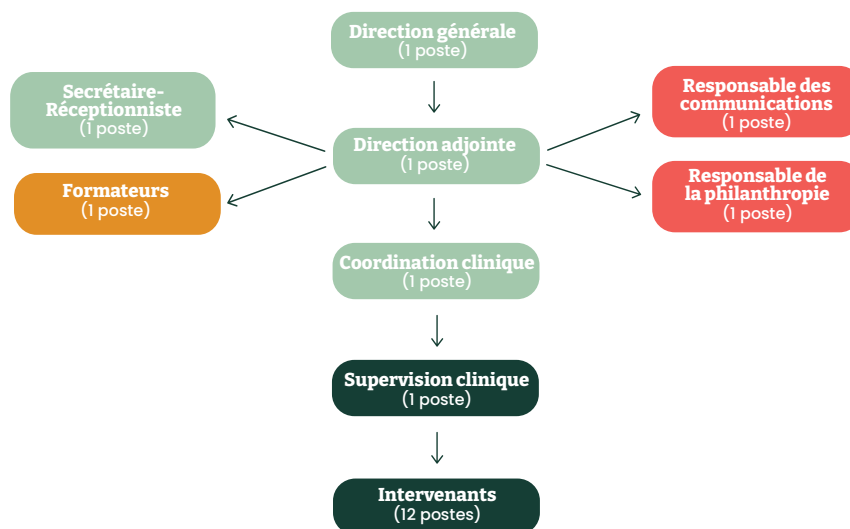 Direction générale
(1 poste)
Secrétaire-
Réceptionniste
(1 poste)
Responsable des
communications
(1 poste)
Direction adjointe
(1 poste)
Formateurs
(1 poste)
Responsable de
la philanthropie
(1 poste)
Coordination clinique
(1 poste)
Supervision clinique
(1 poste)
Intervenants
(12 postes)